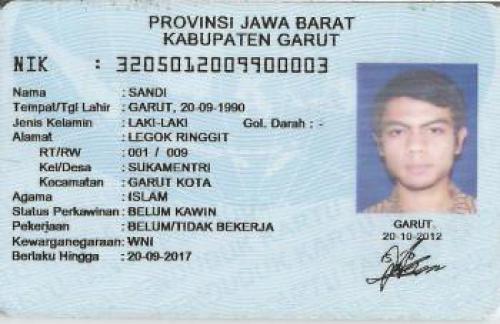 PROVINSI JAWA BARAT
KABUPATEN GARUT
NIK : 3205012009900003
Nama : SANDI
Tempat/Tgl Lahir : GARUT, 20-09-1990
Jenis Kelamin : LAKI-LAKI Gol. Darah : -
Alamat : LEGOK RINGGIT
RT/RW : 001 / 009
Kel/Desa : SUKAMENTRI
Kecamatan : GARUT KOTA
Agama : ISLAM
Status Perkawinan: BELUM KAWIN
Pekerjaan : BELUM/TIDAK BEKERJA
Kewarganegaraan: WNI
Berlaku Hingga : 20-09-2017
GARUT.
20-10-2012